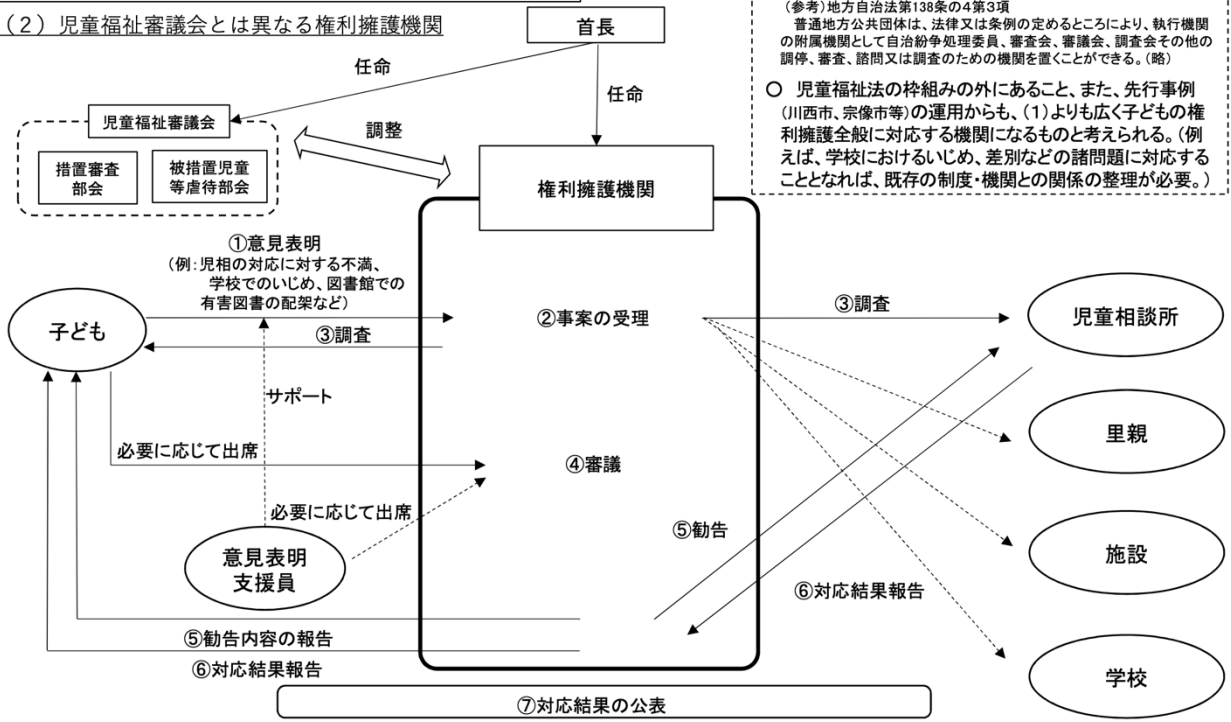 （２）児童福祉審議会とは異なる権利擁護機関
首長
任命
任命
児童福祉審議会
措置審査
部会
被措置児童
等虐待部会
調整
権利擁護機関
（参考）地方自治法第138条の４第３項
普通地方公共団体は、法律又は条例の定めるところにより、執行機関
の附属機関として自治紛争処理委員、審査会、審議会、調査会その他の
調停、審査、諮問又は調査のための機関を置くことができる。（略）
○　児童福祉法の枠組みの外にあること、また、先行事例
（川西市、宗像市等）の運用からも、（１）よりも広く子どもの権
利擁護全般に対応する機関になるものと考えられる。（例
えば、学校におけるいじめ、差別などの諸問題に対応する
こととなれば、既存の制度・機関との関係の整理が必要。）
①意見表明
（例：児相の対応に対する不満、
学校でのいじめ、図書館での
有害図書の配架など）
子ども
③調査
②事案の受理
③調査
児童相談所
サポート
里親
必要に応じて出席
④審議
必要に応じて出席
意見表明
支援員
⑤勧告
施設
⑥対応結果報告
⑤勧告内容の報告
⑥対応結果報告
学校
⑦対応結果の公表